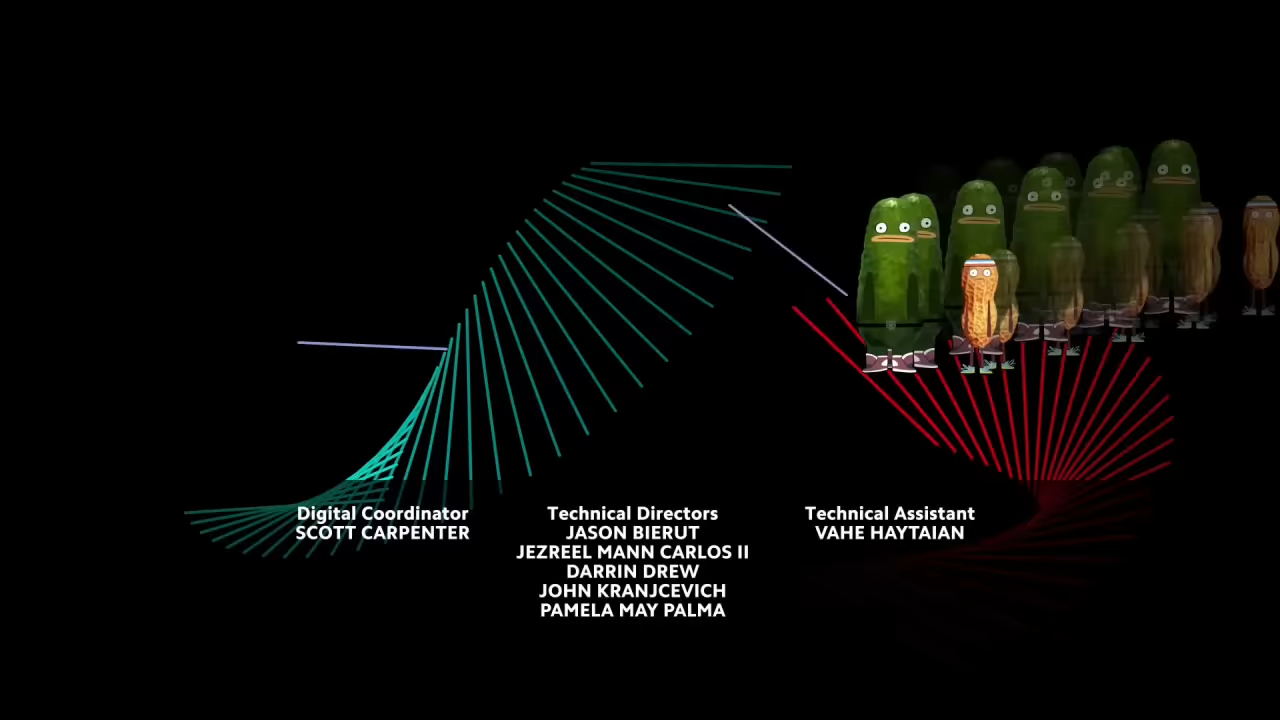 Digital Coordinator
SCOTT CARPENTER
Technical Directors
JASON BIERUT
JEZREEL MANN CARLOS II
DARRIN DREW
JOHN KRANJCEVICH
PAMELA MAY PALMA
Technical Assistant
VAHE HAYTAIAN